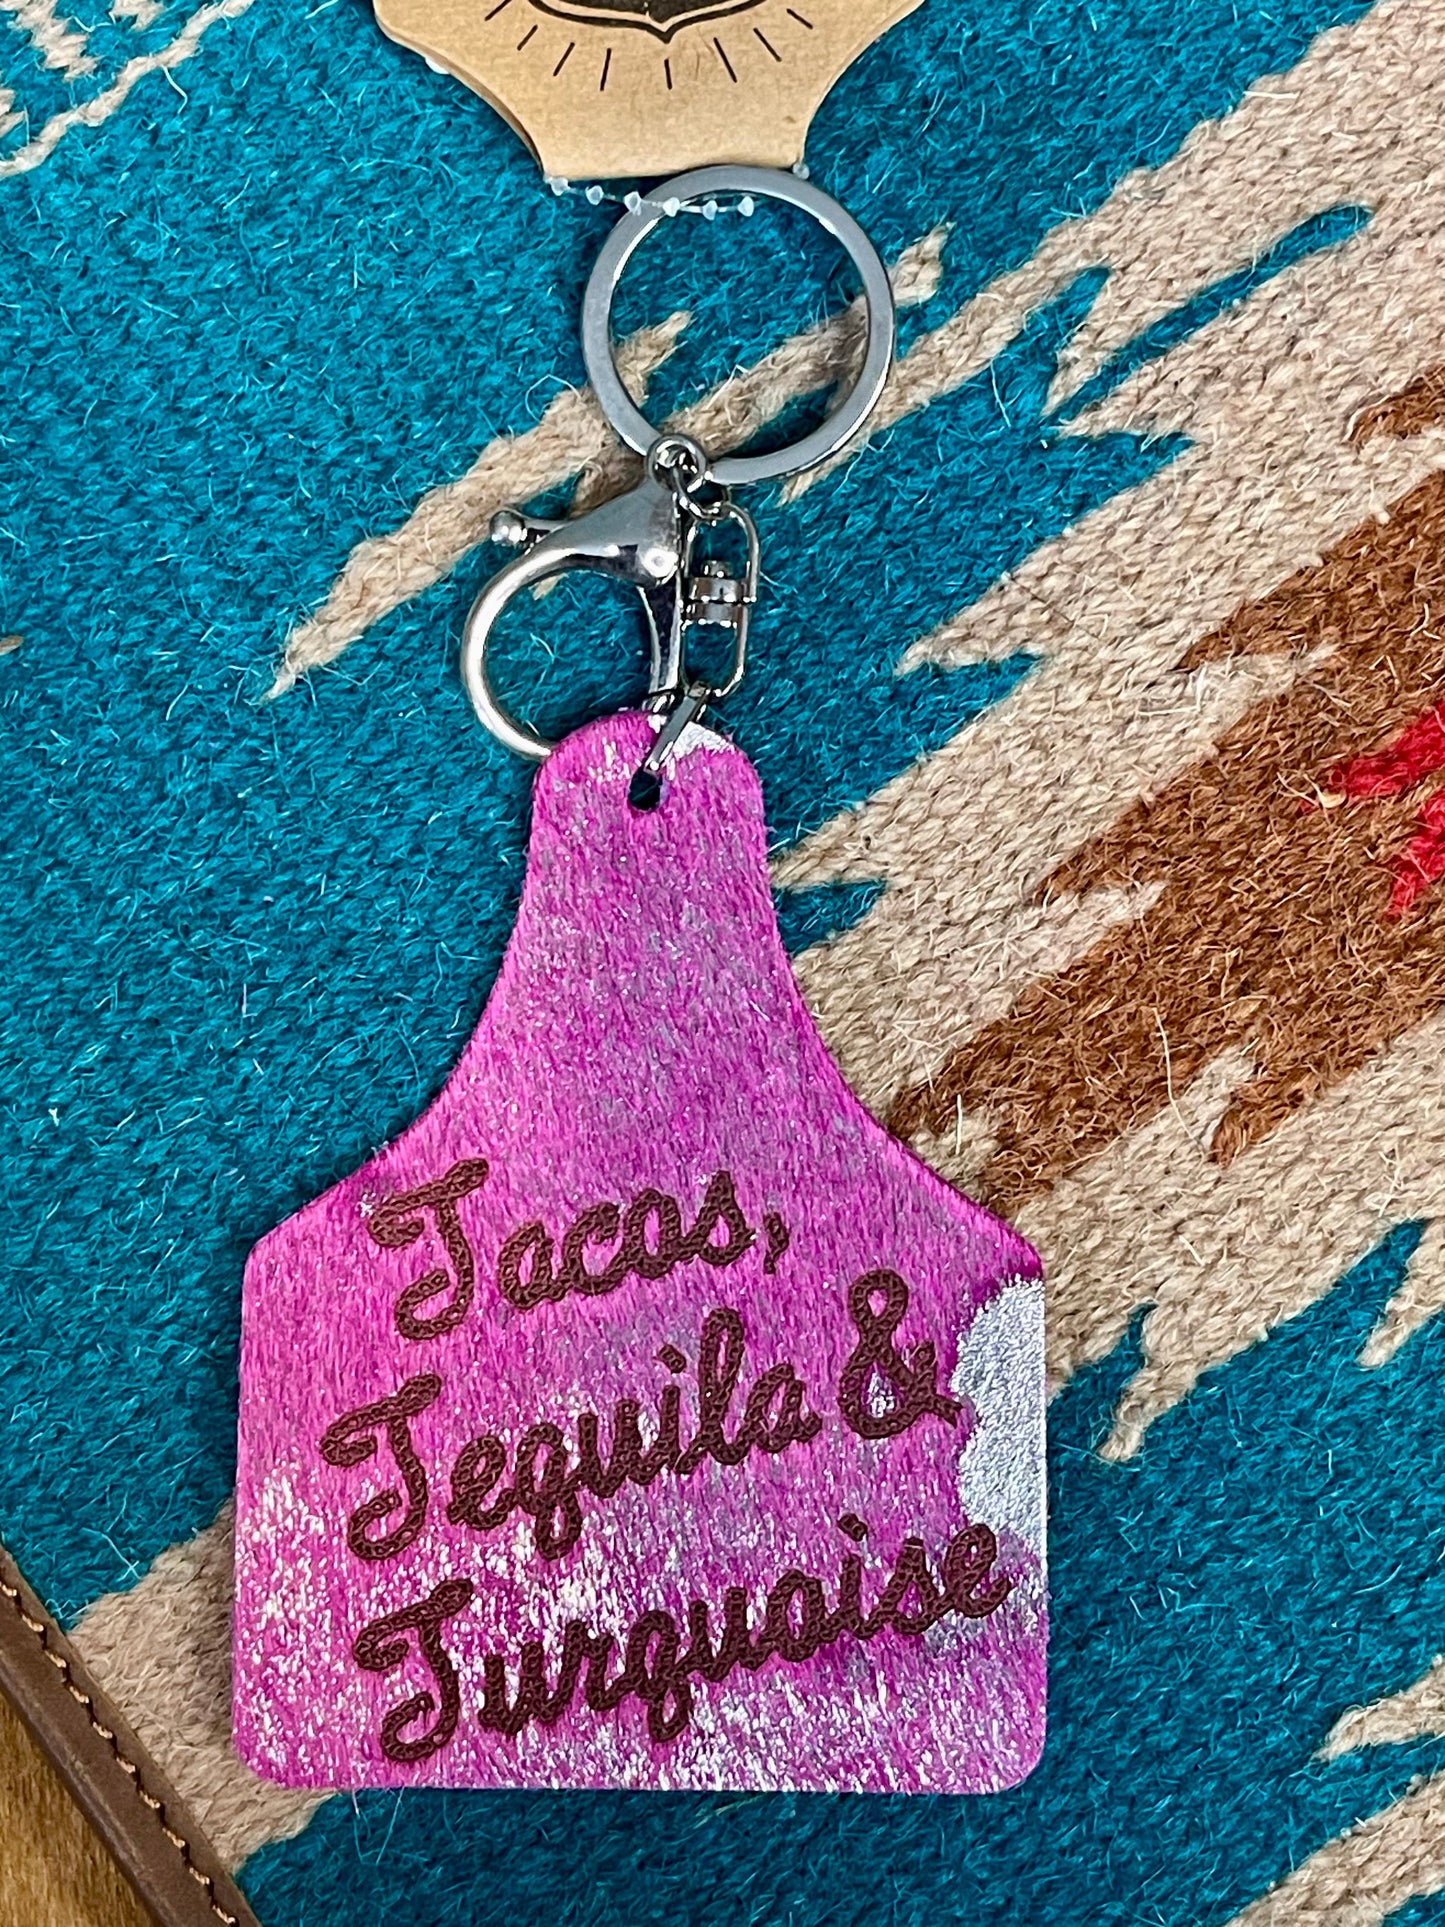 Tacos,
Tequila &
Turquoise